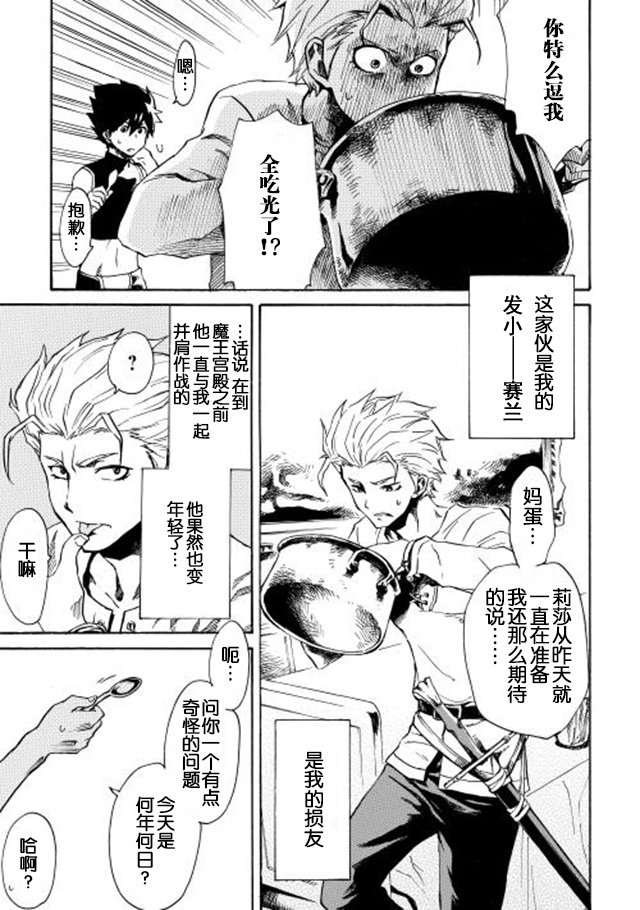 你特么逗我
全吃光了!?
嗯…
抱歉…
这家伙是我的
发小——赛兰
妈蛋…
莉莎从昨天就
一直在准备
我还那么期待
的说……
是我的损友
…话说 在到
魔王宫殿之前
他一直与我一起
并肩作战的
?
他果然也变
年轻了…
干嘛
呃…
问你一个有点
奇怪的问题
今天是
何年何日?
哈啊?